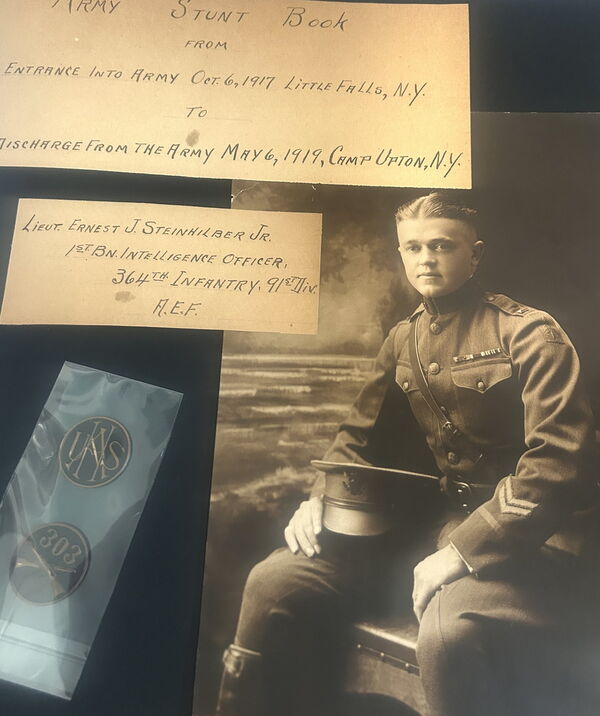 Army Stunt Book
FROM
Entrance Into Army Oct. 6, 1917 Little Falls, N.Y.
TO
Discharge From The Army May 6, 1919, Camp Upton, N.Y.
Lieut. Ernest J. Steinhilber Jr.
1st Bn. Intelligence Officer,
364th Infantry, 91st Div.
A.E.F.
303